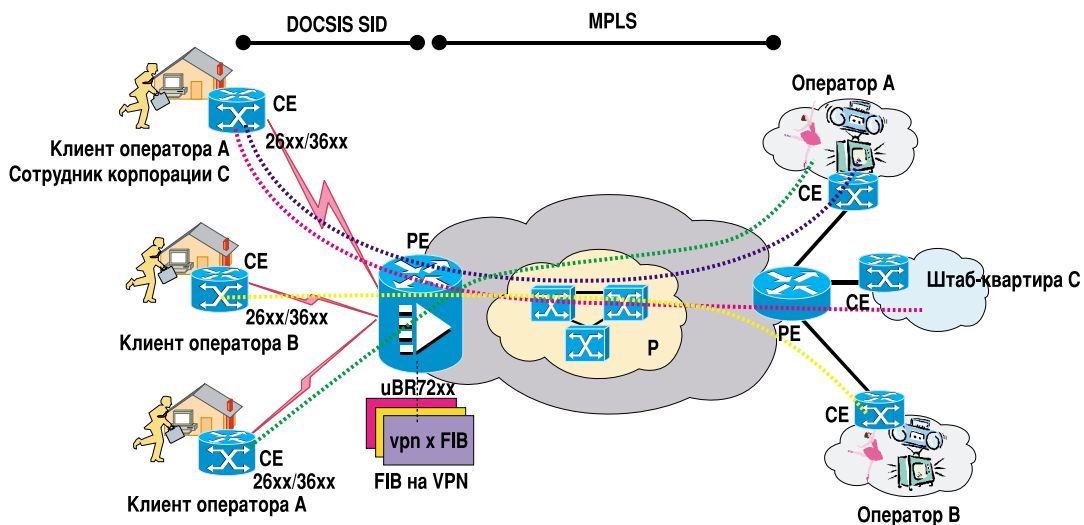 DOCSIS SID
MPLS
CE
26xx/36xx
Клиент оператора A
Сотрудник корпорации C
Оператор A
CE
PE
CE
26xx/36xx
Клиент оператора B
Штаб-квартира C
CE
PE
P
uBR72xx
vpn x FIB
FIB на VPN
CE
26xx/36xx
Клиент оператора A
CE
Оператор B